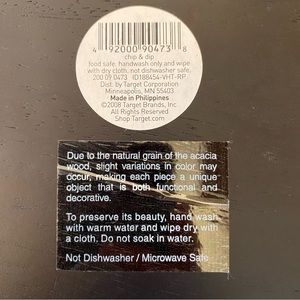 4 92000 90473 8
chip & dip
food safe, handwash only and wipe
with dry cloth, not dishwasher safe.
200 09 0473 ID188454-VHT-RP
Dist. by Target Corporation
Minneapolis, MN 55403
Made in Philippines
©2008 Target Brands, Inc.
All Rights Reserved
Shop Target.com
Due to the natural grain of the acacia
wood, slight variations in color may
occur, making each piece a unique
object that is both functional and
decorative.
To preserve its beauty, hand wash
with warm water and wipe dry with
a cloth. Do not soak in water.
Not Dishwasher / Microwave Safe